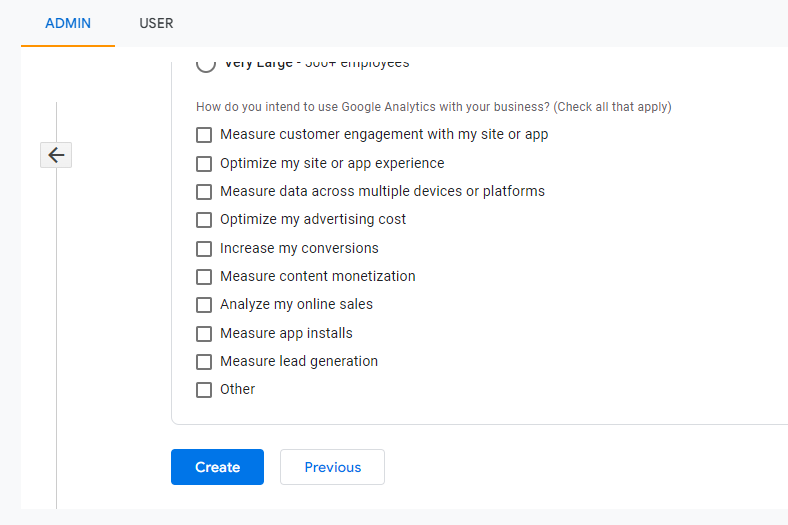 ADMIN USER
Very Large - 500+ employees
How do you intend to use Google Analytics with your business? (Check all that apply)
Measure customer engagement with my site or app
Optimize my site or app experience
Measure data across multiple devices or platforms
Optimize my advertising cost
Increase my conversions
Measure content monetization
Analyze my online sales
Measure app installs
Measure lead generation
Other
Create Previous